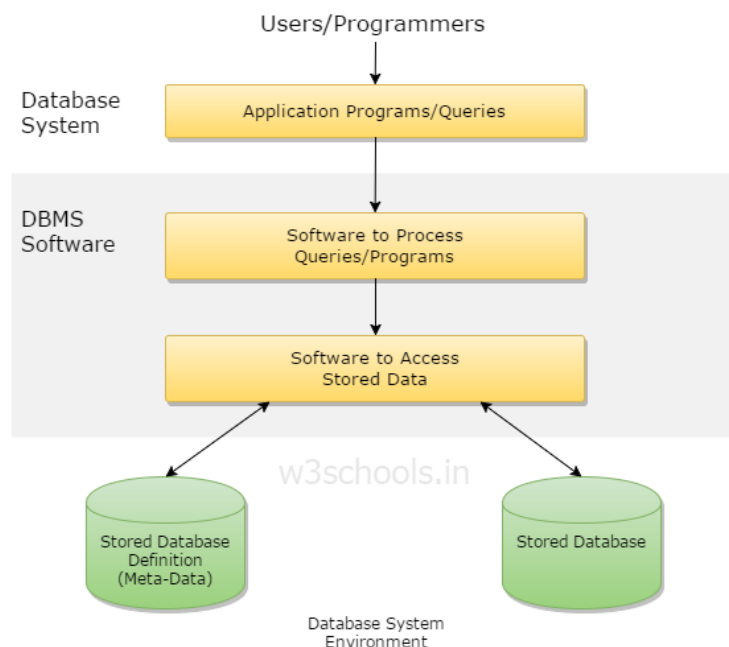 Users/Programmers
Database
System
Application Programs/Queries
DBMS
Software
Software to Process
Queries/Programs
Software to Access
Stored Data
w3schools.in
Stored Database
Definition
(Meta-Data)
Stored Database
Database System
Environment